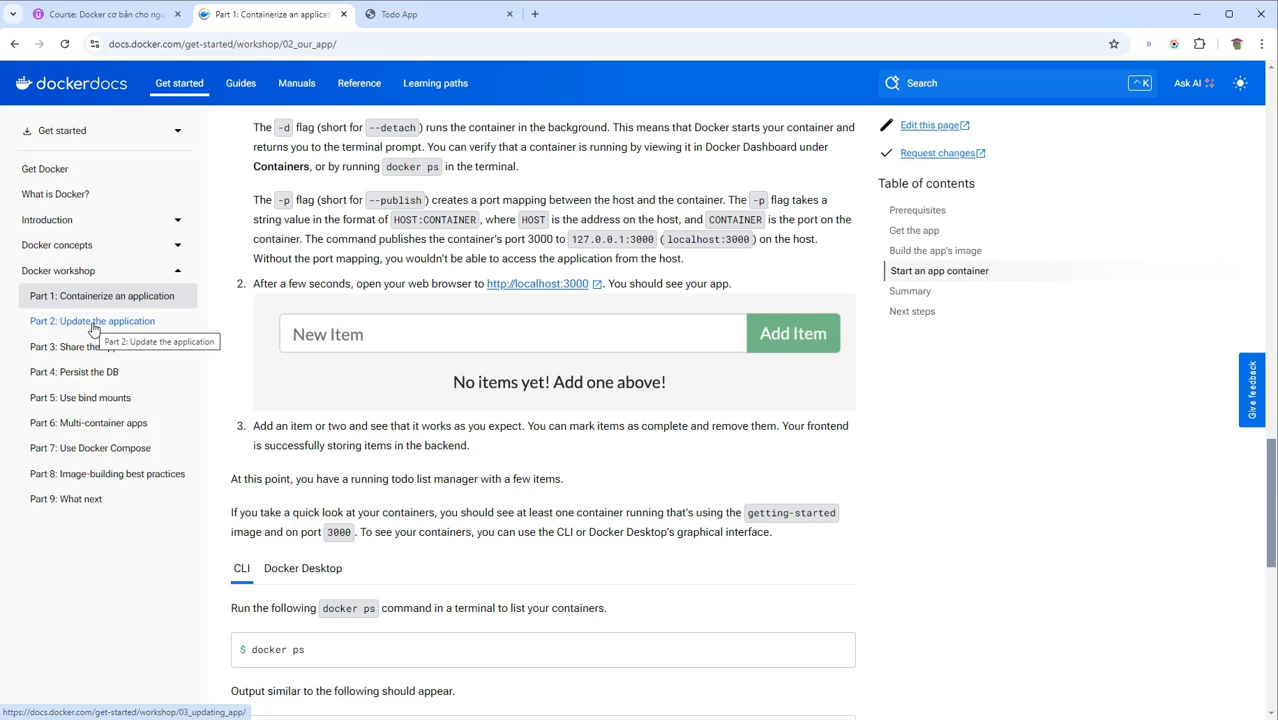 Course: Docker cơ bản cho ngư
Part 1: Containerize an applicati
Todo App
docs.docker.com/get-started/workshop/02_our_app/
dockerdocs
Get started
Guides
Manuals
Reference
Learning paths
Search
^ K
Ask AI
Get started
Get Docker
What is Docker?
Introduction
Docker concepts
Docker workshop
Part 1: Containerize an application
Part 2: Update the application
Part 2: Update the application
Part 3: Share the
Part 4: Persist the DB
Part 5: Use bind mounts
Part 6: Multi-container apps
Part 7: Use Docker Compose
Part 8: Image-building best practices
Part 9: What next
The -d flag (short for --detach) runs the container in the background. This means that Docker starts your container and
returns you to the terminal prompt. You can verify that a container is running by viewing it in Docker Dashboard under
Containers, or by running docker ps in the terminal.
The -p flag (short for --publish) creates a port mapping between the host and the container. The -p flag takes a
string value in the format of HOST:CONTAINER, where HOST is the address on the host, and CONTAINER is the port on the
container. The command publishes the container's port 3000 to 127.0.0.1:3000 (localhost:3000) on the host.
Without the port mapping, you wouldn't be able to access the application from the host.
2. After a few seconds, open your web browser to http://localhost:3000. You should see your app.
New Item
Add Item
No items yet! Add one above!
3. Add an item or two and see that it works as you expect. You can mark items as complete and remove them. Your frontend
is successfully storing items in the backend.
At this point, you have a running todo list manager with a few items.
If you take a quick look at your containers, you should see at least one container running that's using the getting-started
image and on port 3000. To see your containers, you can use the CLI or Docker Desktop's graphical interface.
CLI
Docker Desktop
Run the following docker ps command in a terminal to list your containers.
$ docker ps
Output similar to the following should appear.
Edit this page
Request changes
Table of contents
Prerequisites
Get the app
Build the app's image
Start an app container
Summary
Next steps
Give feedback
https://docs.docker.com/get-started/workshop/03_updating_app/